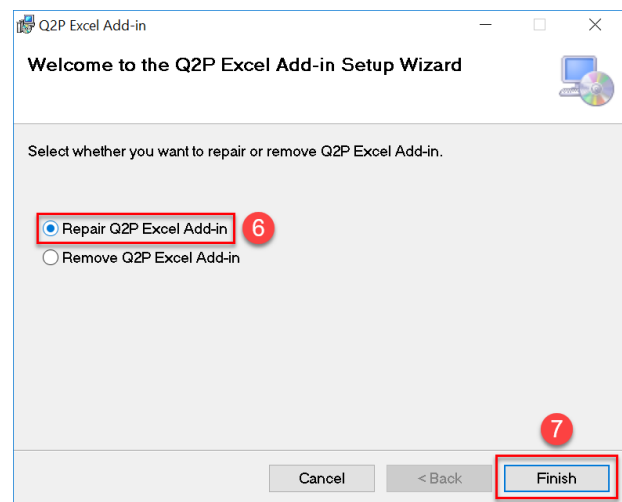 Q2P Excel Add-in
Welcome to the Q2P Excel Add-in Setup Wizard
Select whether you want to repair or remove Q2P Excel Add-in.
Repair Q2P Excel Add-in 6
Remove Q2P Excel Add-in
7
Cancel < Back Finish